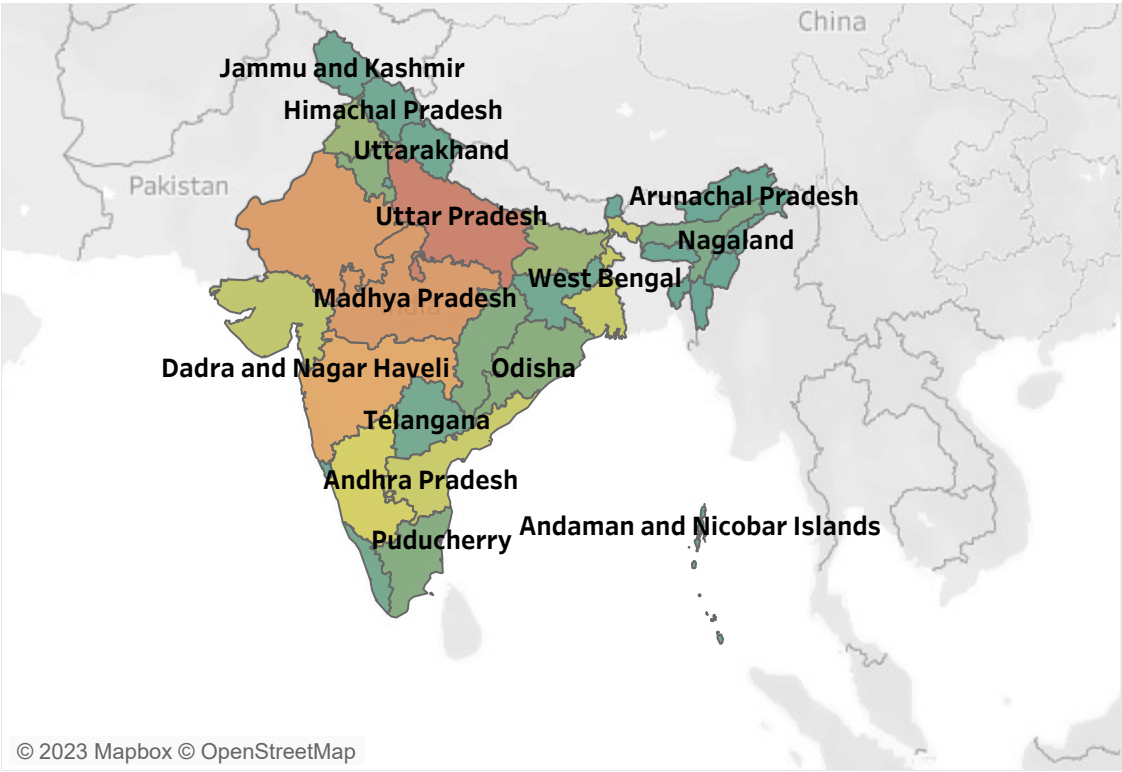 China
Jammu and Kashmir
Himachal Pradesh
Uttarakhand
Pakistan
Arunachal Pradesh
Uttar Pradesh
Nagaland
West Bengal
Madhya Pradesh
India
Dadra and Nagar Haveli
Odisha
Telangana
Andhra Pradesh
Andaman and Nicobar Islands
Puducherry
© 2023 Mapbox © OpenStreetMap